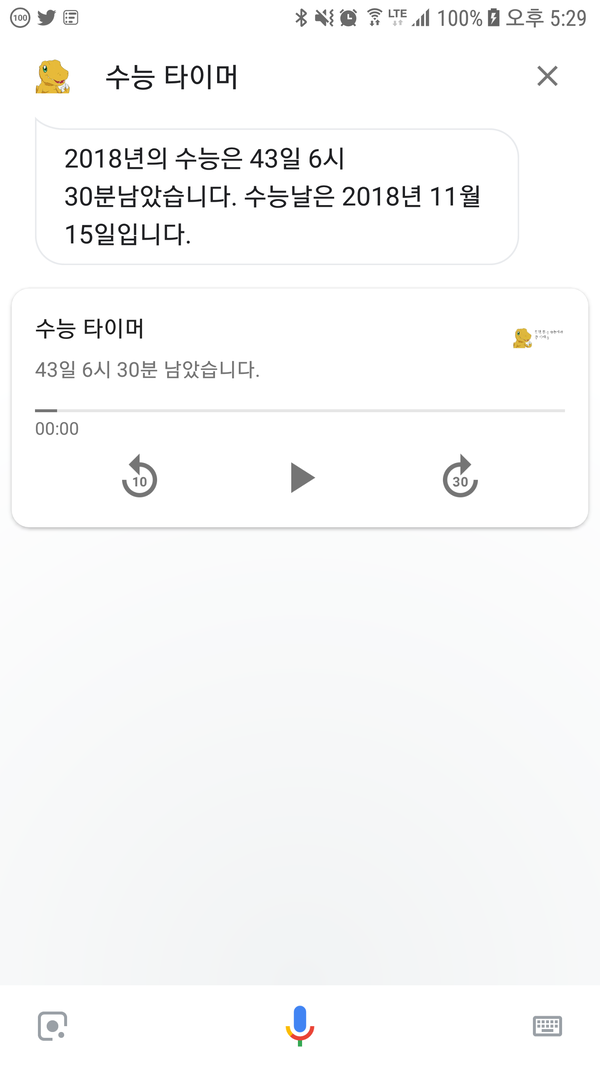 100 LTE 100% 오후 5:29
수능 타이머
2018년의 수능은 43일 6시
30분남았습니다. 수능날은 2018년 11월
15일입니다.
수능 타이머
43일 6시 30분 남았습니다.
00:00
10 30